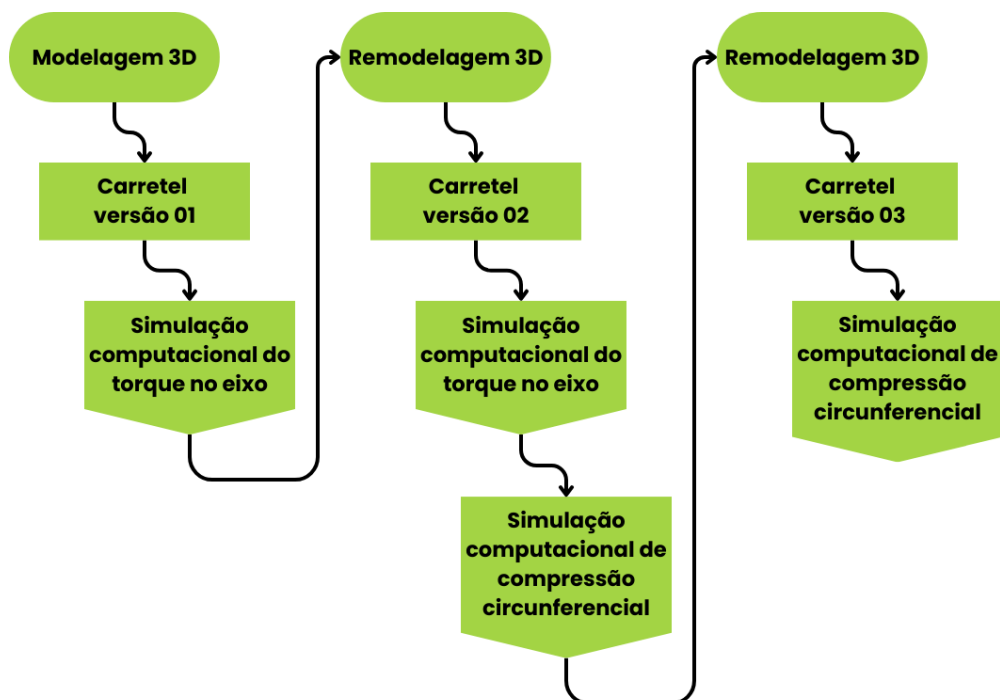 Modelagem 3D
Carretel
versão 01
Simulação
computacional do
torque no eixo
Remodelagem 3D
Carretel
versão 02
Simulação
computacional do
torque no eixo
Simulação
computacional de
compressão
circunferencial
Remodelagem 3D
Carretel
versão 03
Simulação
computacional de
compressão
circunferencial